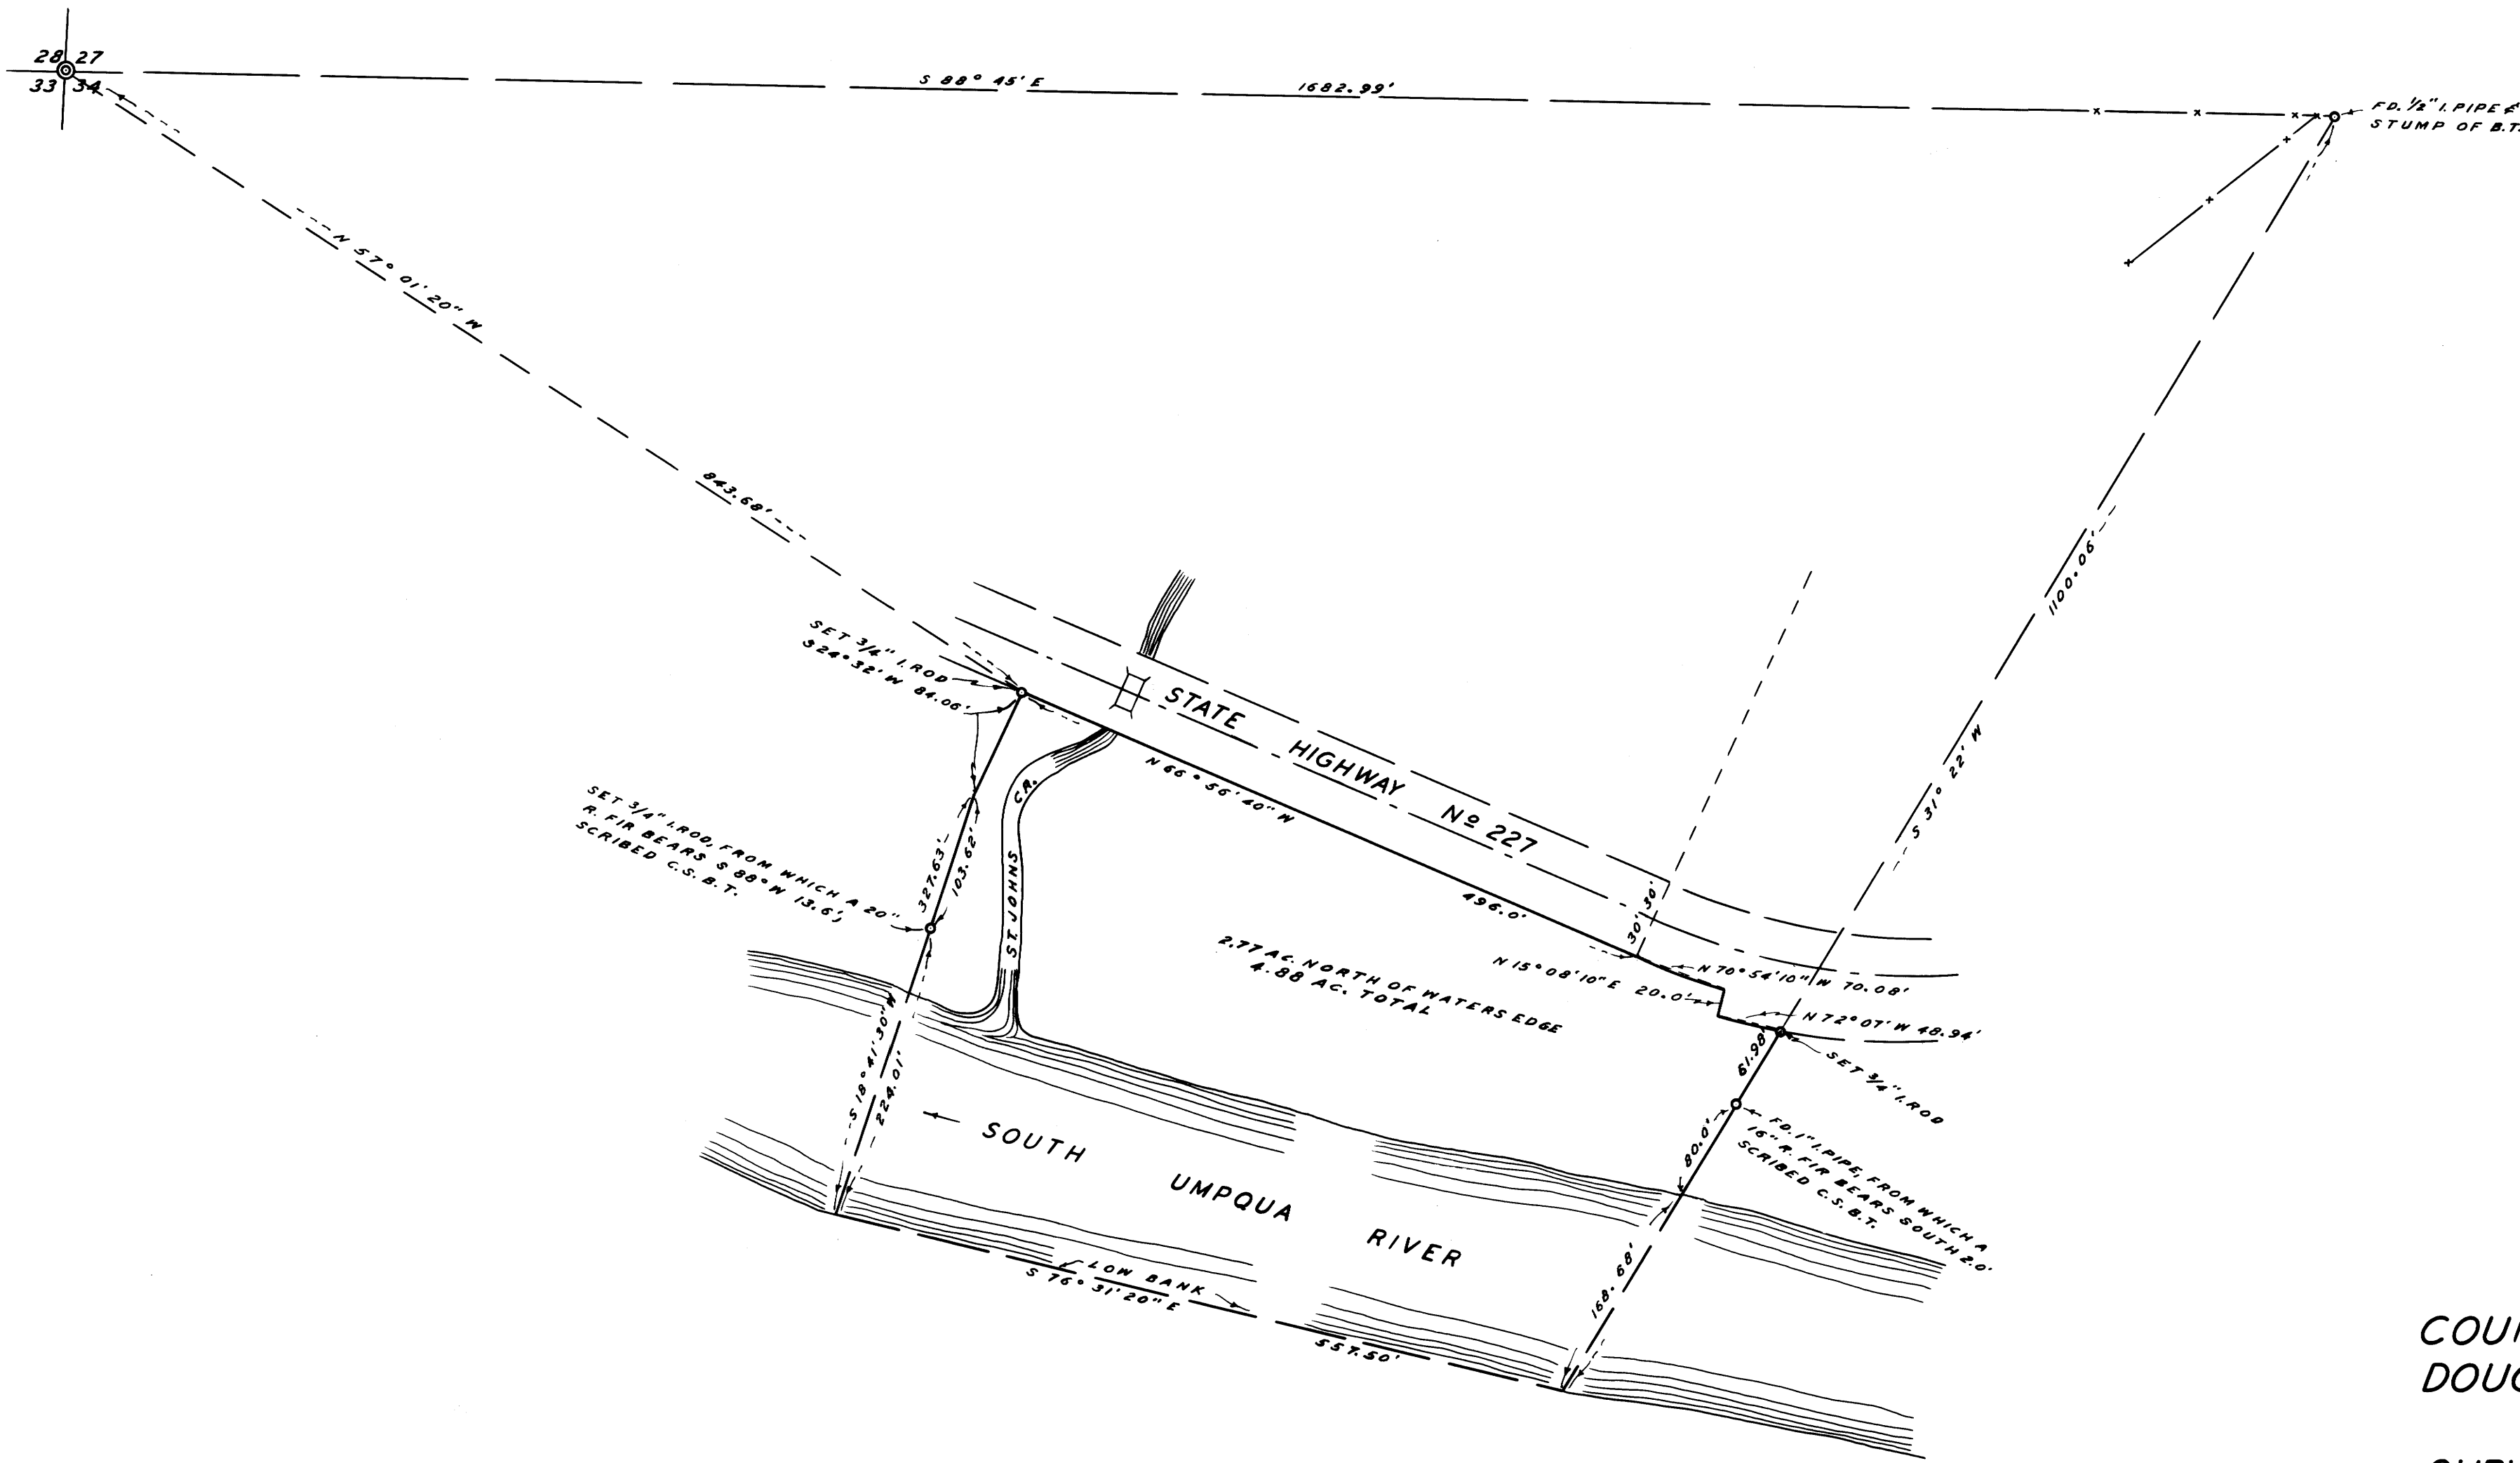 28 27
33 34
S 88° 45' E
1682.99'
FD. 1/2" I. PIPE &
STUMP OF B.T.
N 57° 01' 20" W
843.68'
1100.06'
S 31° 22' W
SET 3/4" I. ROD
S 24° 32' W 84.06'
STATE HIGHWAY Nº 227
CR.
ST. JOHNS
N 66° 56' 40" W
496.0'
30' 30'
SET 3/4" I. ROD, FROM WHICH A 20"
R. FIR BEARS S 88° W 13.6',
SCRIBED C.S.B.T.
327.63'
103.62'
2.77 AC. NORTH OF WATERS EDGE
4.88 AC. TOTAL
N 15° 08' 10" E 20.0'
N 70° 54' 10" W 70.08'
N 72° 07' W 48.94'
61.98'
SET 3/4" I. ROD
80.0'
FD. 1" I. PIPE, FROM WHICH A
16" R. FIR BEARS SOUTH 2.0'
SCRIBED C.S.B.T.
S 18° 41' 30" W
224.01'
SOUTH UMPQUA RIVER
168.68'
LOW BANK
S 76° 31' 20" E
557.50'
COU
DOU